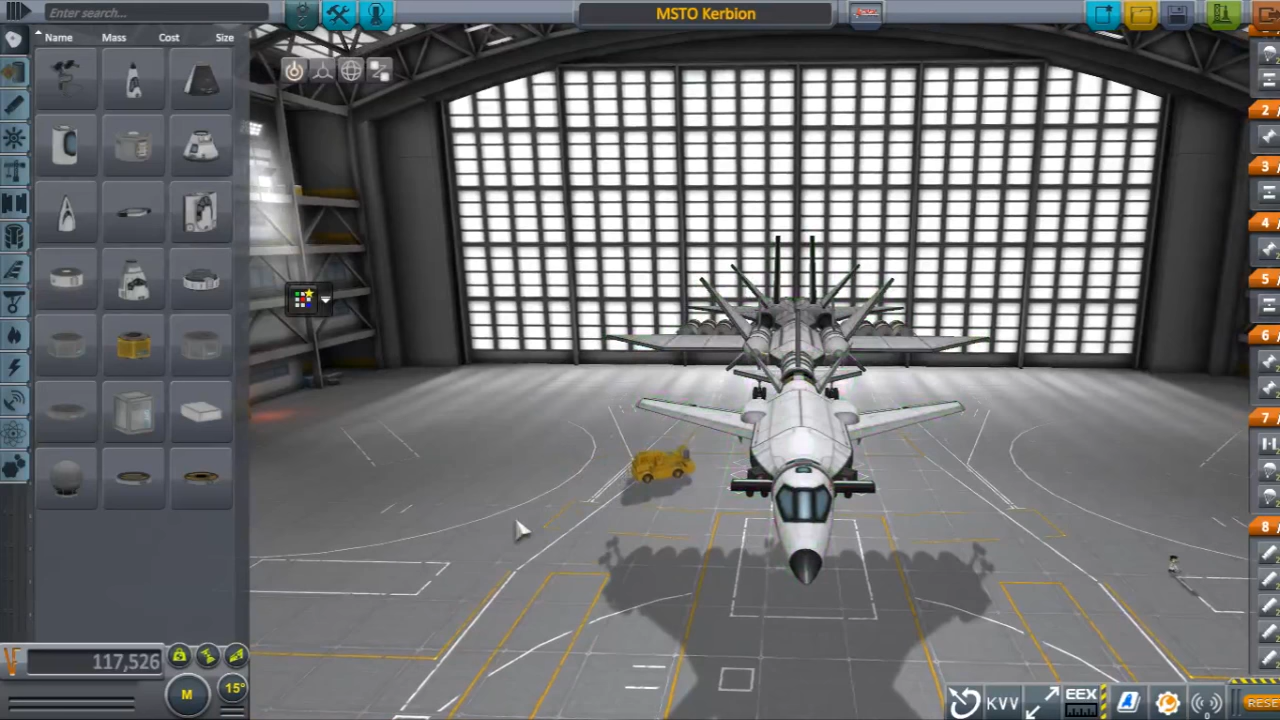 Enter search...
MSTO Kerbion
Name Mass Cost Size
2
3
4
5
6
7
8
117,526
M
15°
KVV
EEX
A
RESE